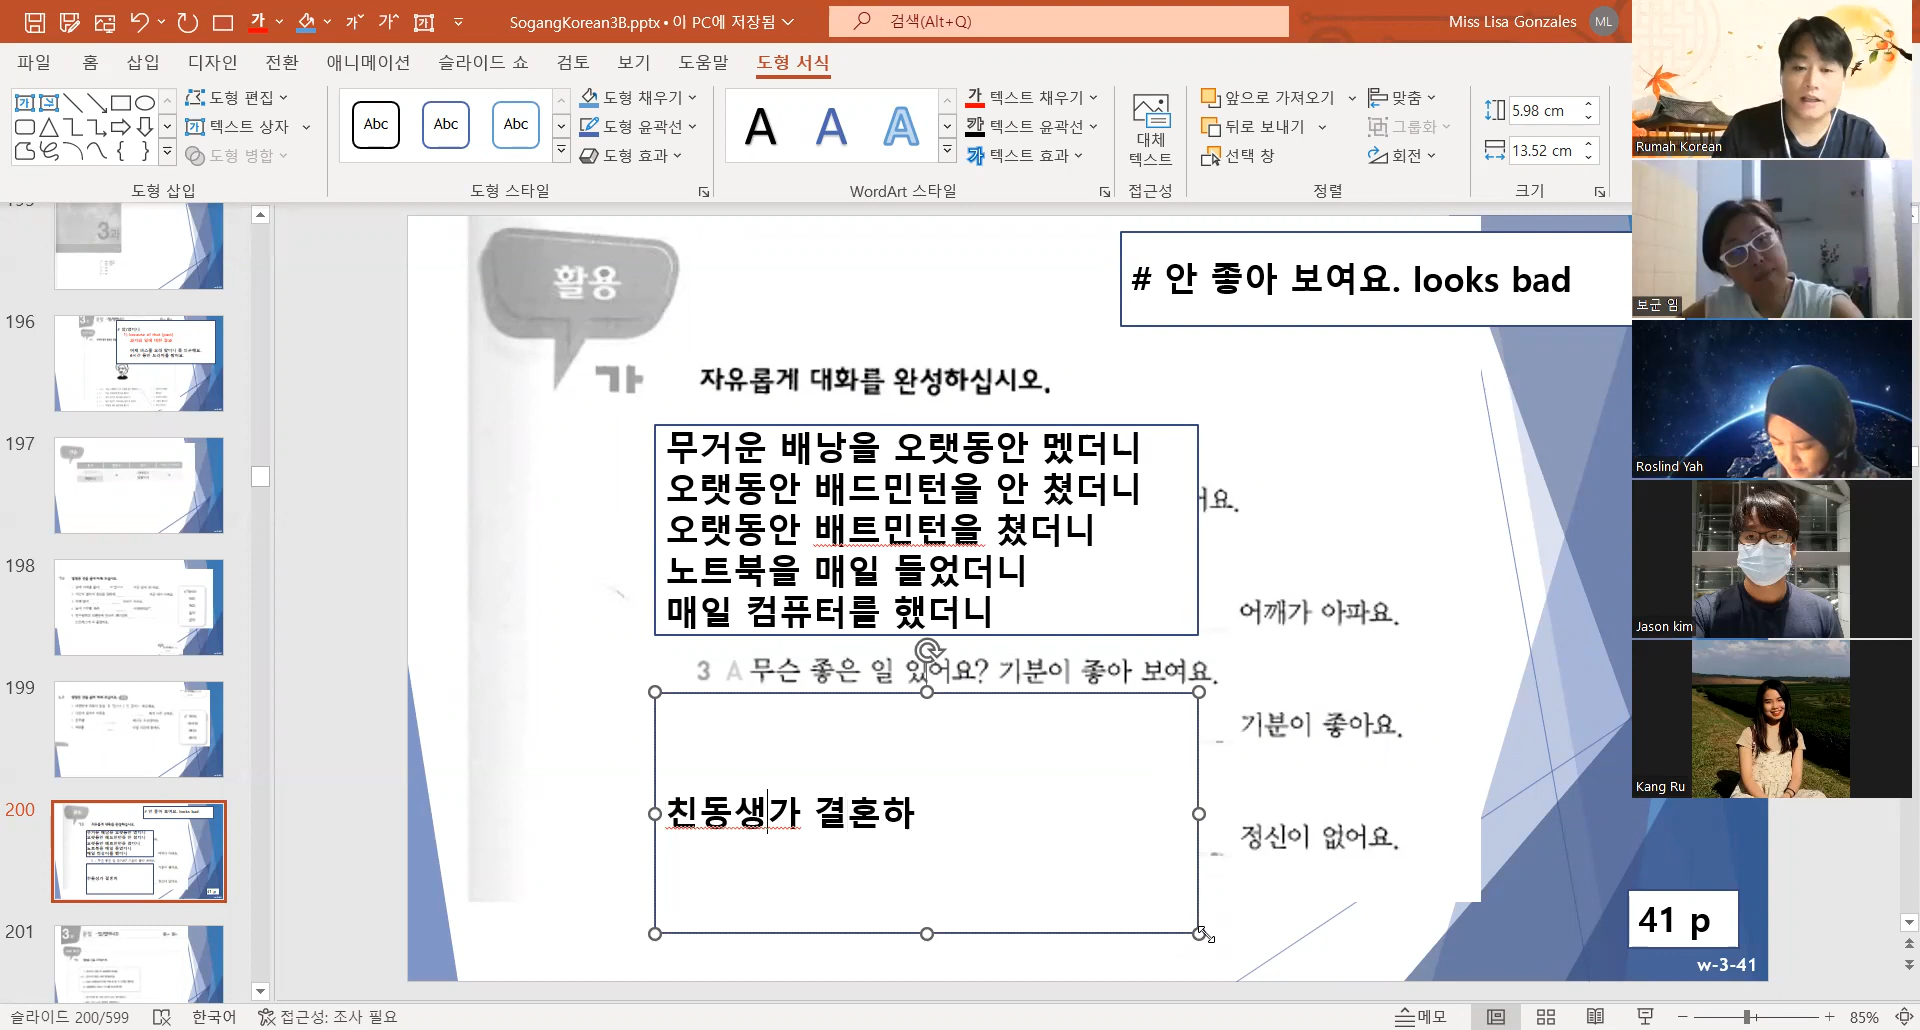 SogangKorean3B.pptx • 이 PC에 저장됨
검색(Alt+Q)
Miss Lisa Gonzales
ML
파일 홈 삽입 디자인 전환 애니메이션 슬라이드 쇼 검토 보기 도움말 도형 서식
도형 편집
텍스트 상자
도형 병합
도형 삽입
Abc Abc Abc
도형 채우기
도형 윤곽선
도형 효과
도형 스타일
A A A
텍스트 채우기
텍스트 윤곽선
텍스트 효과
WordArt 스타일
대체
텍스트
접근성
앞으로 가져오기
뒤로 보내기
선택 창
맞춤
그룹화
회전
정렬
5.98 cm
13.52 cm
크기
196
197
198
199
200
201
활용
# 안 좋아 보여요. looks bad
가 자유롭게 대화를 완성하십시오.
무거운 배낭을 오랫동안 멨더니
오랫동안 배드민턴을 안 쳤더니
오랫동안 배트민턴을 쳤더니
노트북을 매일 들었더니
매일 컴퓨터를 했더니
요.
어깨가 아파요.
3 A 무슨 좋은 일 있어요? 기분이 좋아 보여요.
기분이 좋아요.
친동생가 결혼하
정신이 없어요.
41 p
w-3-41
Rumah Korean
보군 임
Roslind Yah
Jason kim
Kang Ru
슬라이드 200/599
한국어
접근성: 조사 필요
메모
85%